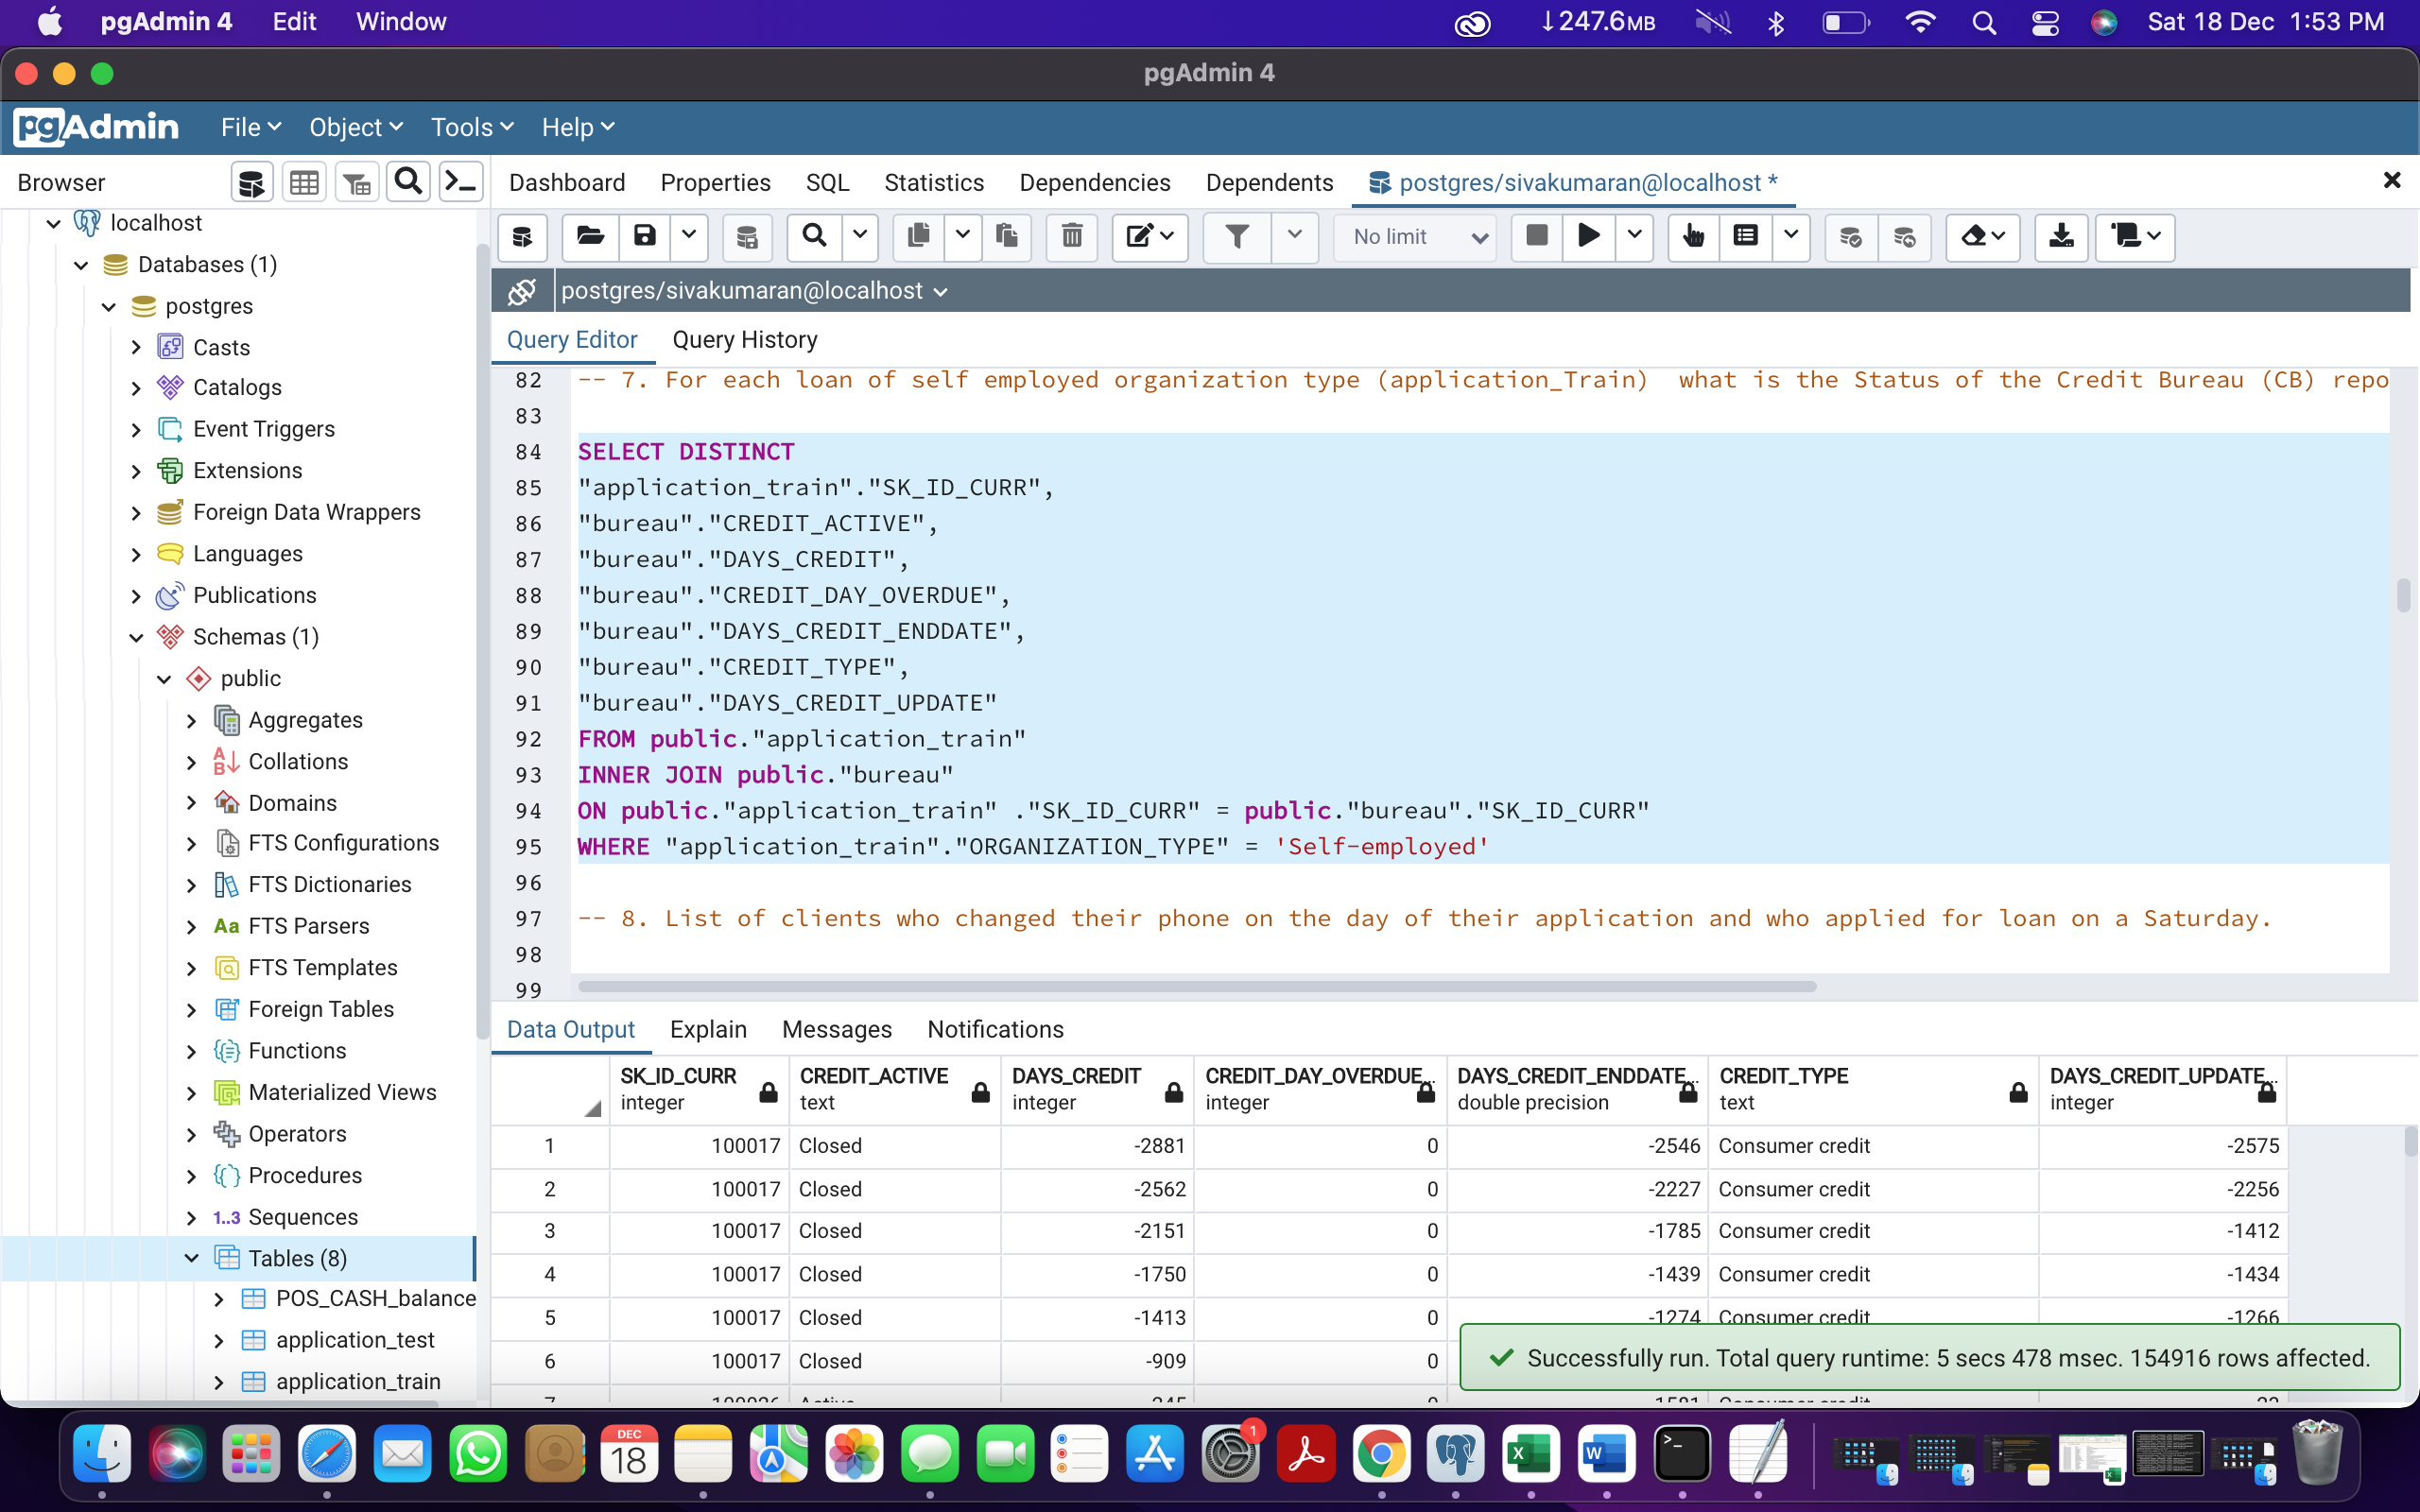 pgAdmin 4 Edit Window ↓247.6MB Sat 18 Dec 1:53 PM
pgAdmin 4
pgAdmin File Object Tools Help
Browser
Dashboard Properties SQL Statistics Dependencies Dependents postgres/sivakumaran@localhost *
No limit
postgres/sivakumaran@localhost
Query Editor Query History
localhost
Databases (1)
postgres
Casts
Catalogs
Event Triggers
Extensions
Foreign Data Wrappers
Languages
Publications
Schemas (1)
public
Aggregates
Collations
Domains
FTS Configurations
FTS Dictionaries
Aa FTS Parsers
FTS Templates
Foreign Tables
Functions
Materialized Views
Operators
Procedures
1..3 Sequences
Tables (8)
POS_CASH_balance
application_test
application_train
82 -- 7. For each loan of self employed organization type (application_Train)  what is the Status of the Credit Bureau (CB) repo
83
84 SELECT DISTINCT
85 "application_train"."SK_ID_CURR",
86 "bureau"."CREDIT_ACTIVE",
87 "bureau"."DAYS_CREDIT",
88 "bureau"."CREDIT_DAY_OVERDUE",
89 "bureau"."DAYS_CREDIT_ENDDATE",
90 "bureau"."CREDIT_TYPE",
91 "bureau"."DAYS_CREDIT_UPDATE"
92 FROM public."application_train"
93 INNER JOIN public."bureau"
94 ON public."application_train" ."SK_ID_CURR" = public."bureau"."SK_ID_CURR"
95 WHERE "application_train"."ORGANIZATION_TYPE" = 'Self-employed'
96
97 -- 8. List of clients who changed their phone on the day of their application and who applied for loan on a Saturday.
98
99
Data Output Explain Messages Notifications
SK_ID_CURR CREDIT_ACTIVE DAYS_CREDIT CREDIT_DAY_OVERDUE... DAYS_CREDIT_ENDDATE... CREDIT_TYPE DAYS_CREDIT_UPDATE...
integer text integer integer double precision text integer
1 100017 Closed -2881 0 -2546 Consumer credit -2575
2 100017 Closed -2562 0 -2227 Consumer credit -2256
3 100017 Closed -2151 0 -1785 Consumer credit -1412
4 100017 Closed -1750 0 -1439 Consumer credit -1434
5 100017 Closed -1413 0 -1274 Consumer credit -1266
6 100017 Closed -909 0
Successfully run. Total query runtime: 5 secs 478 msec. 154916 rows affected.
DEC
18
1